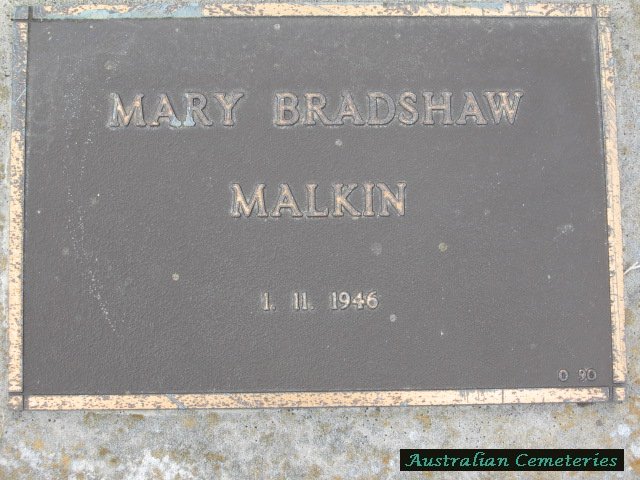 MARY BRADSHAW
MALKIN
1. 11. 1946
O 90
Australian Cemeteries